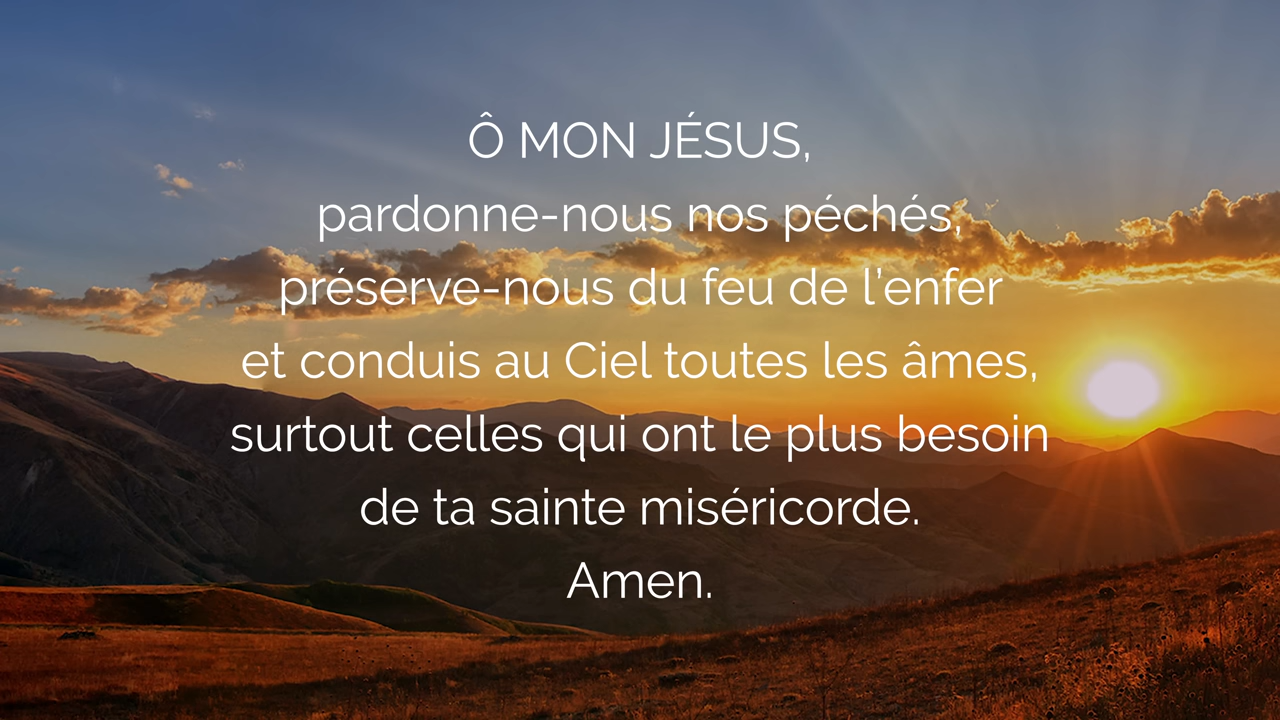 Ô MON JÉSUS,
pardonne-nous nos péchés,
préserve-nous du feu de l’enfer
et conduis au Ciel toutes les âmes,
surtout celles qui ont le plus besoin
de ta sainte miséricorde.
Amen.